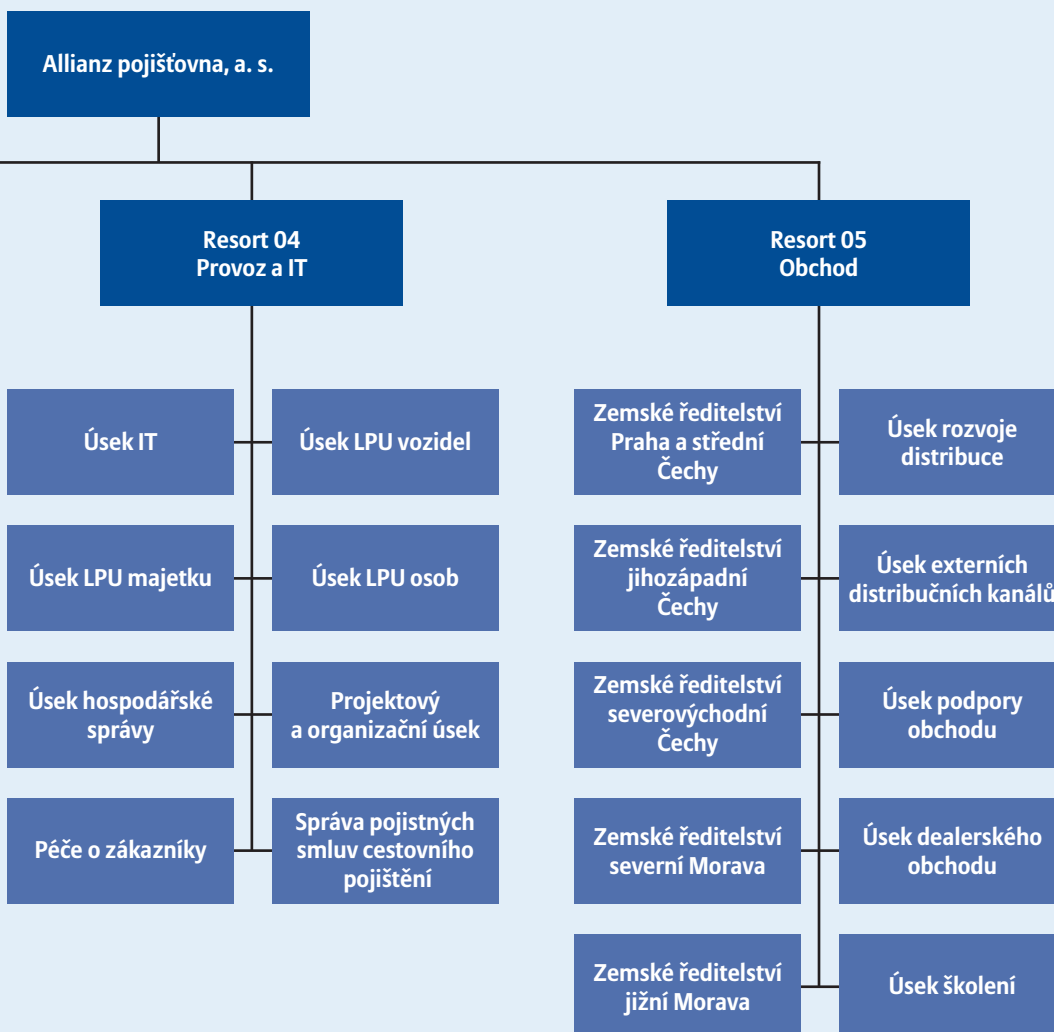 Allianz pojišťovna, a. s.
Resort 04
Provoz a IT
Resort 05
Obchod
Úsek IT
Úsek LPU vozidel
Zemské ředitelství
Praha a střední
Čechy
Úsek rozvoje
distribuce
Úsek LPU majetku
Úsek LPU osob
Zemské ředitelství
jihozápadní
Čechy
Úsek externích
distribučních kanálů
Úsek hospodářské
správy
Projektový
a organizační úsek
Zemské ředitelství
severovýchodní
Čechy
Úsek podpory
obchodu
Péče o zákazníky
Správa pojistných
smluv cestovního
pojištění
Zemské ředitelství
severní Morava
Úsek dealerského
obchodu
Zemské ředitelství
jižní Morava
Úsek školení